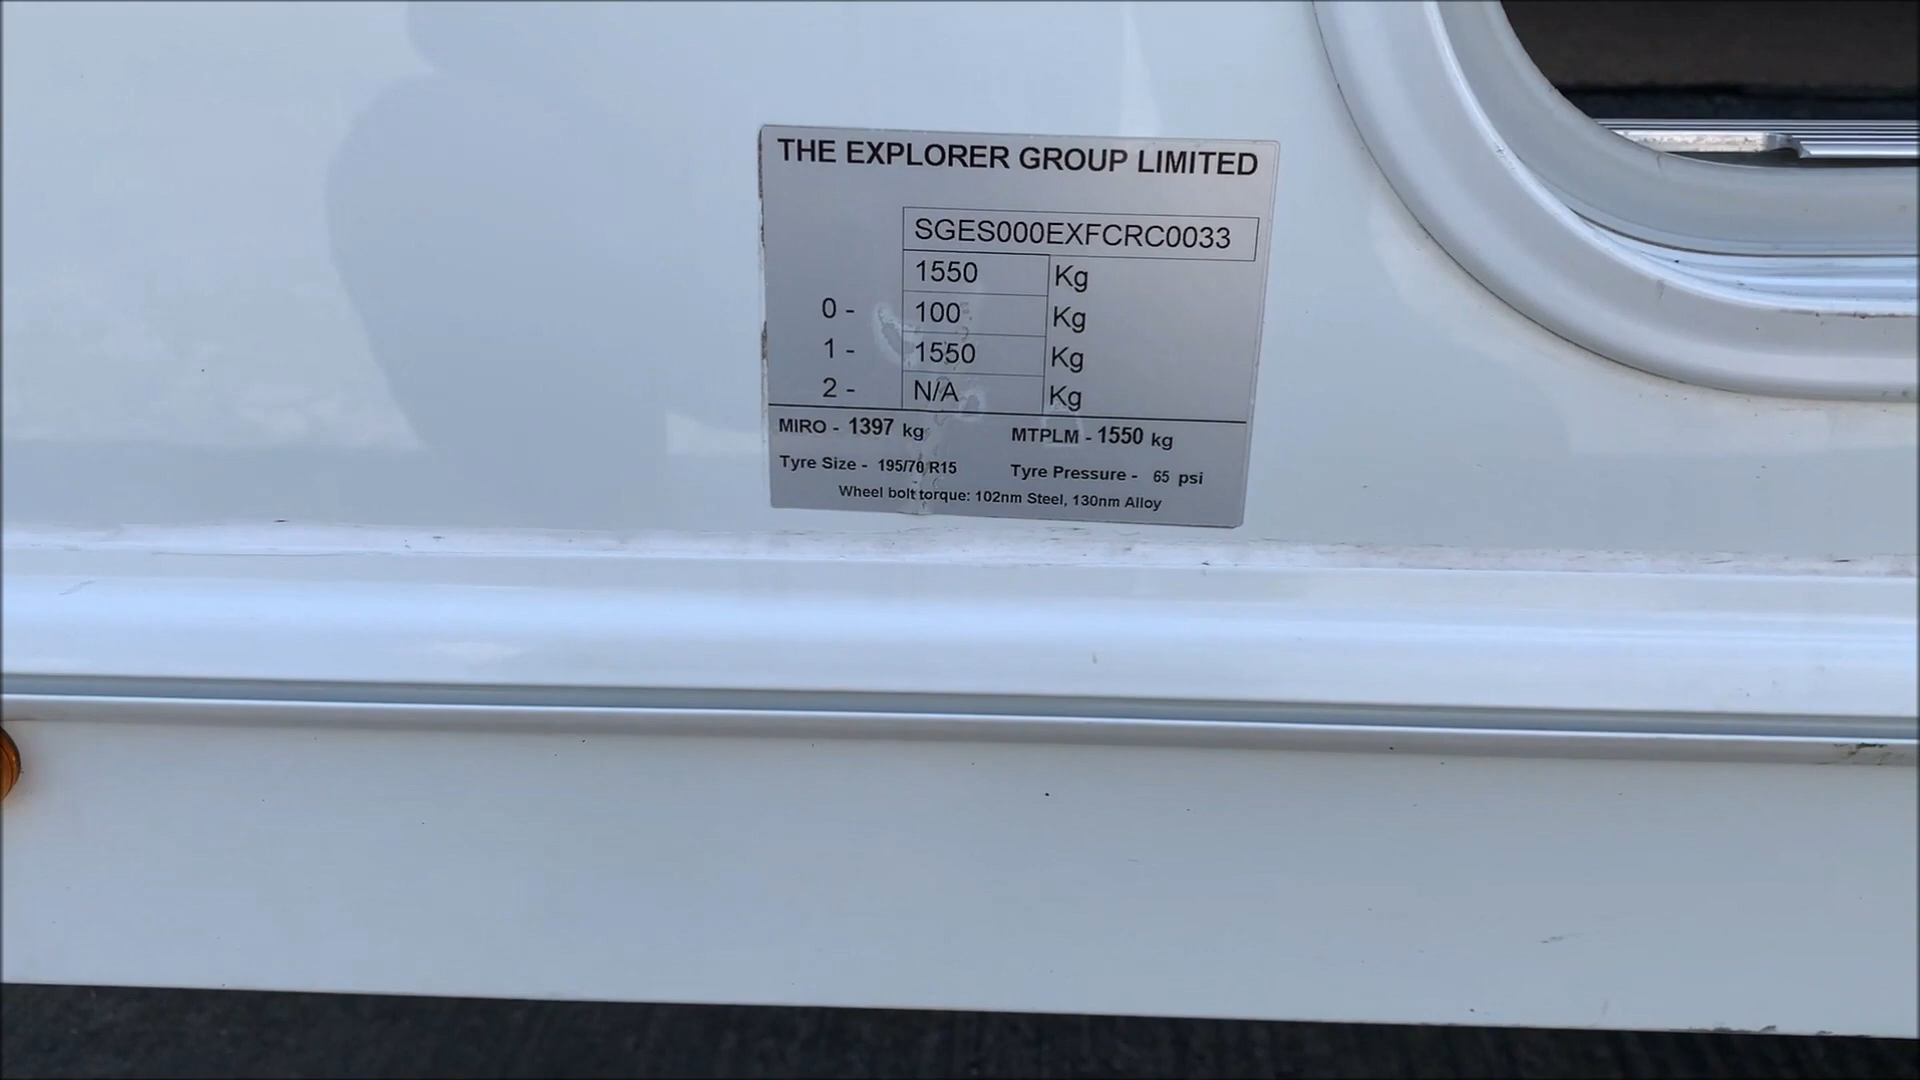 THE EXPLORER GROUP LIMITED
SGES000EXFCRC0033
1550 Kg
0 - 100 Kg
1 - 1550 Kg
2 - N/A Kg
MIRO - 1397 kg MTPLM - 1550 kg
Tyre Size - 195/70 R15 Tyre Pressure - 65 psi
Wheel bolt torque: 102nm Steel, 130nm Alloy